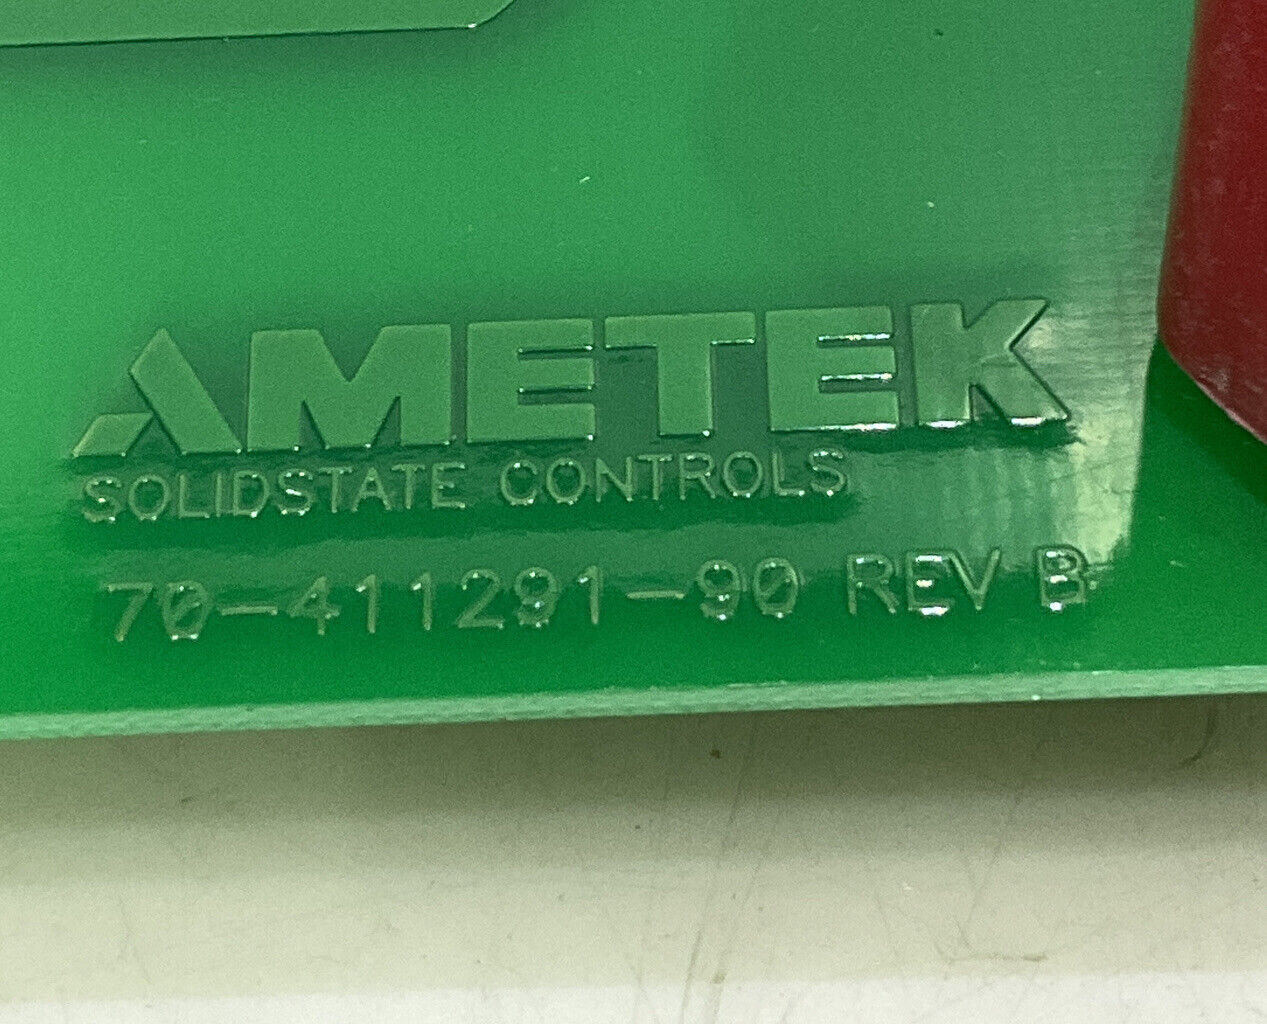 AMETEK
SOLIDSTATE CONTROLS
70-411291-90 REV B